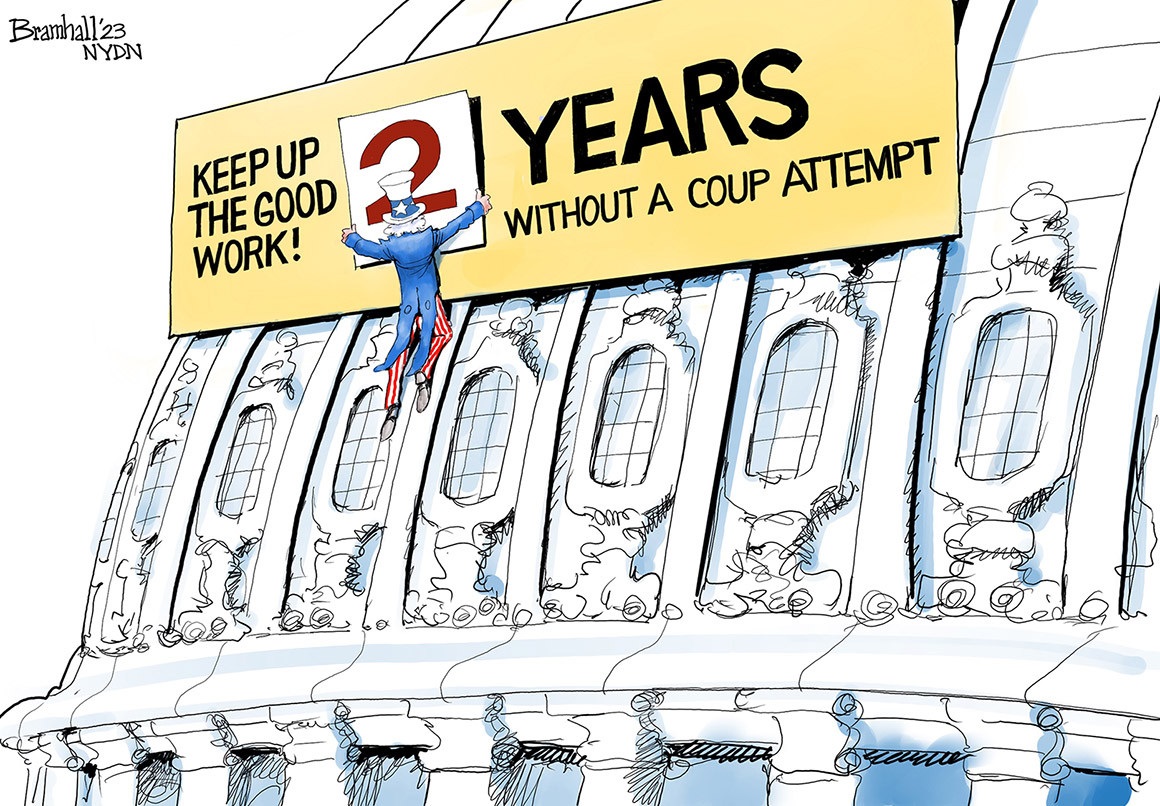 Bramhall '23
NYDN
KEEP UP
THE GOOD
WORK!
2
YEARS
WITHOUT A COUP ATTEMPT